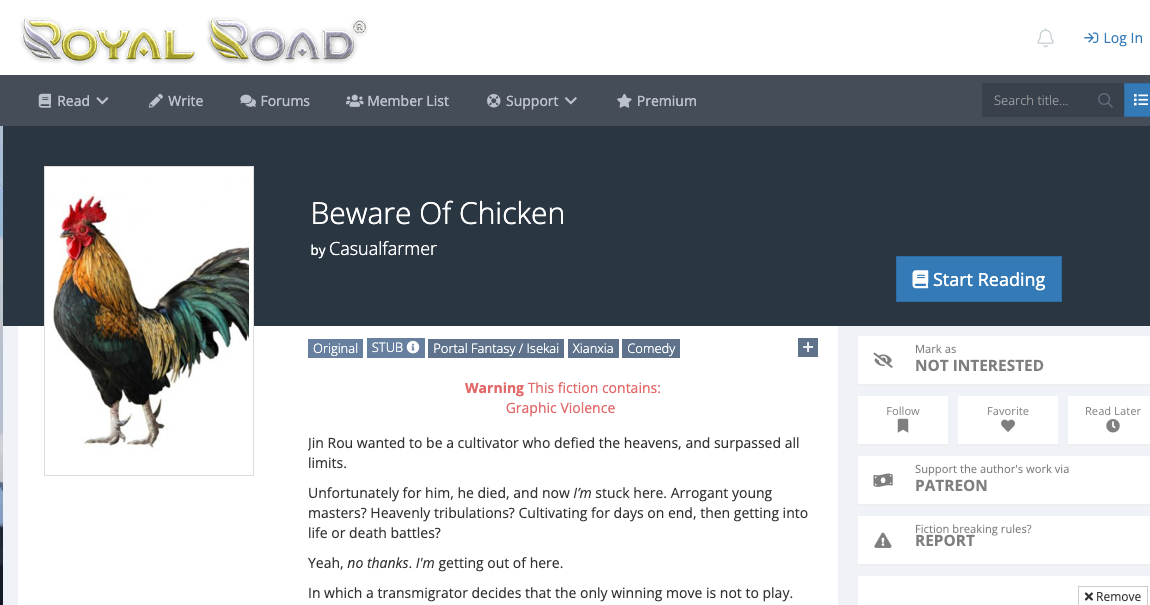 ROYAL ROAD®
Log In
Read
Write
Forums
Member List
Support
Premium
Search title...
Beware Of Chicken
by Casualfarmer
Start Reading
Original
STUB
Portal Fantasy / Isekai
Xianxia
Comedy
+
Warning This fiction contains:
Graphic Violence
Jin Rou wanted to be a cultivator who defied the heavens, and surpassed all
limits.
Unfortunately for him, he died, and now I’m stuck here. Arrogant young
masters? Heavenly tribulations? Cultivating for days on end, then getting into
life or death battles?
Yeah, no thanks. I'm getting out of here.
In which a transmigrator decides that the only winning move is not to play.
Mark as
NOT INTERESTED
Follow
Favorite
Read Later
Support the author's work via
PATREON
Fiction breaking rules?
REPORT
Remove